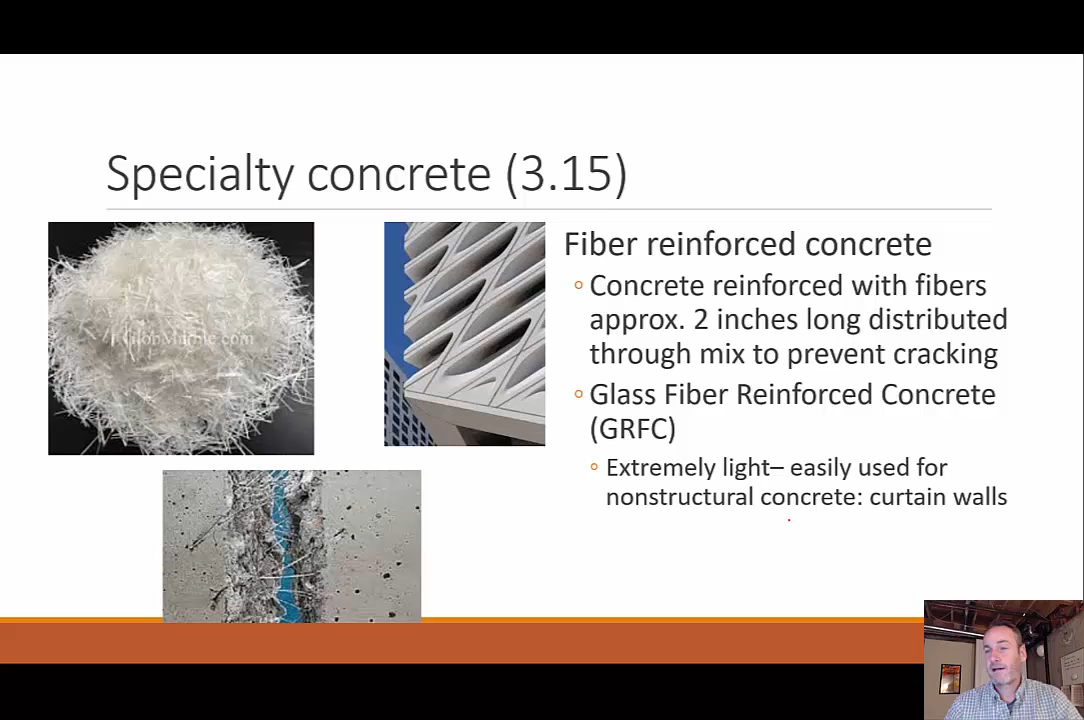 Specialty concrete (3.15)
Fiber reinforced concrete
Concrete reinforced with fibers
approx. 2 inches long distributed
through mix to prevent cracking
Glass Fiber Reinforced Concrete
(GRFC)
Extremely light– easily used for
nonstructural concrete: curtain walls